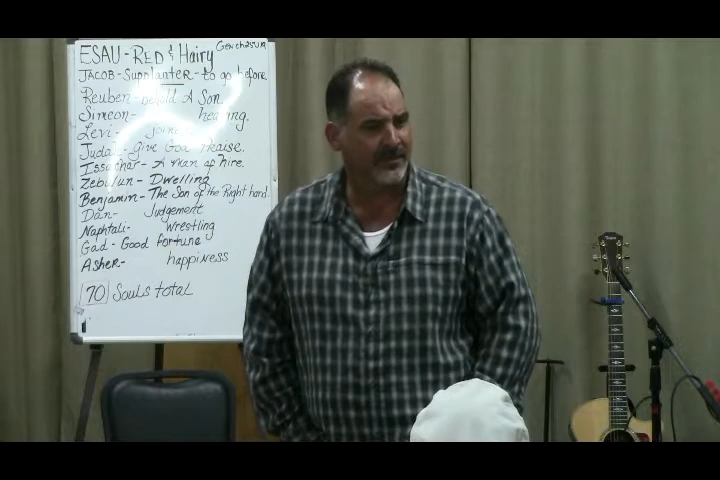 ESAU - RED & Hairy
JACOB - Supplanter - to go before
Reuben - Behold A Son
Simeon - hearing.
Levi - Joined
Judah - Give God Praise.
Issachar - A man of hire.
Zebulun - Dwelling
Benjamin - The Son of the Right hand.
Dan - Judgement
Naphtali - Wrestling
Gad - Good fortune
Asher - happiness
70 Souls total